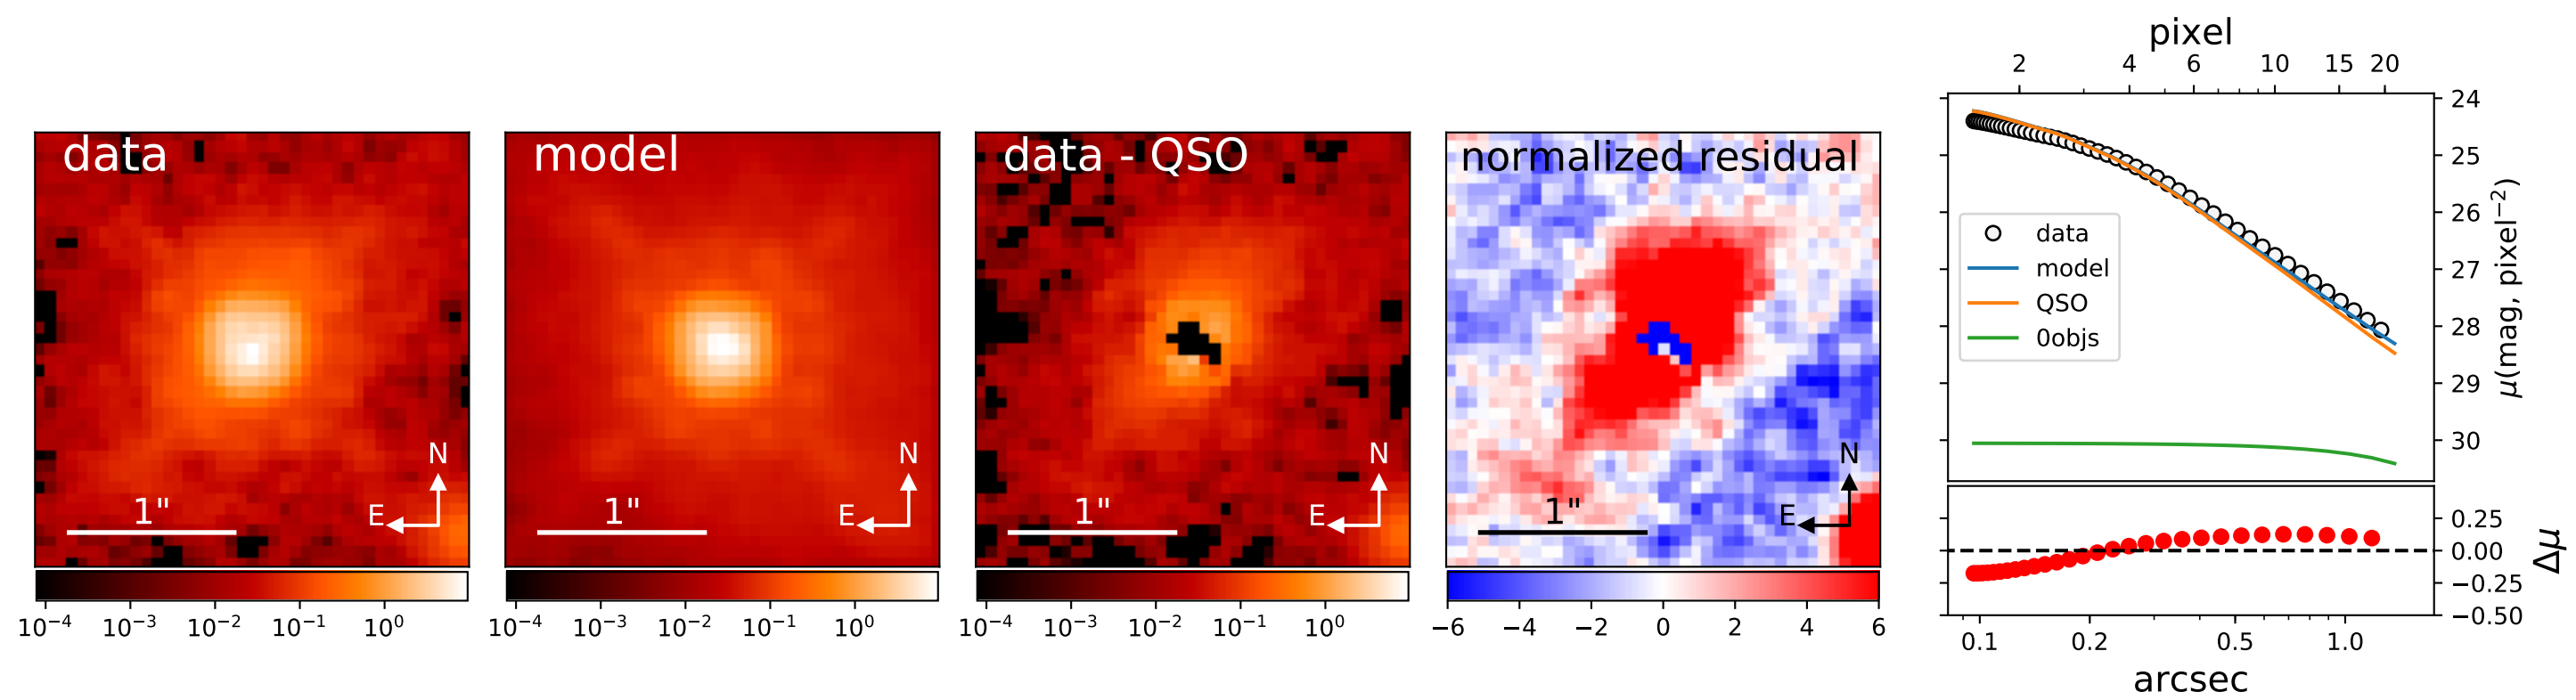 data
N
E
1"
10⁻⁴ 10⁻³ 10⁻² 10⁻¹ 10⁰
model
N
E
1"
10⁻⁴ 10⁻³ 10⁻² 10⁻¹ 10⁰
data - QSO
N
E
1"
10⁻⁴ 10⁻³ 10⁻² 10⁻¹ 10⁰
normalized residual
N
E
1"
−6 −4 −2 0 2 4 6
pixel
2 4 6 10 15 20
24
25
26
27
28
29
30
μ(mag, pixel⁻²)
data
model
QSO
0objs
0.25
0.00
−0.25
−0.50
Δμ
0.1 0.2 0.5 1.0
arcsec